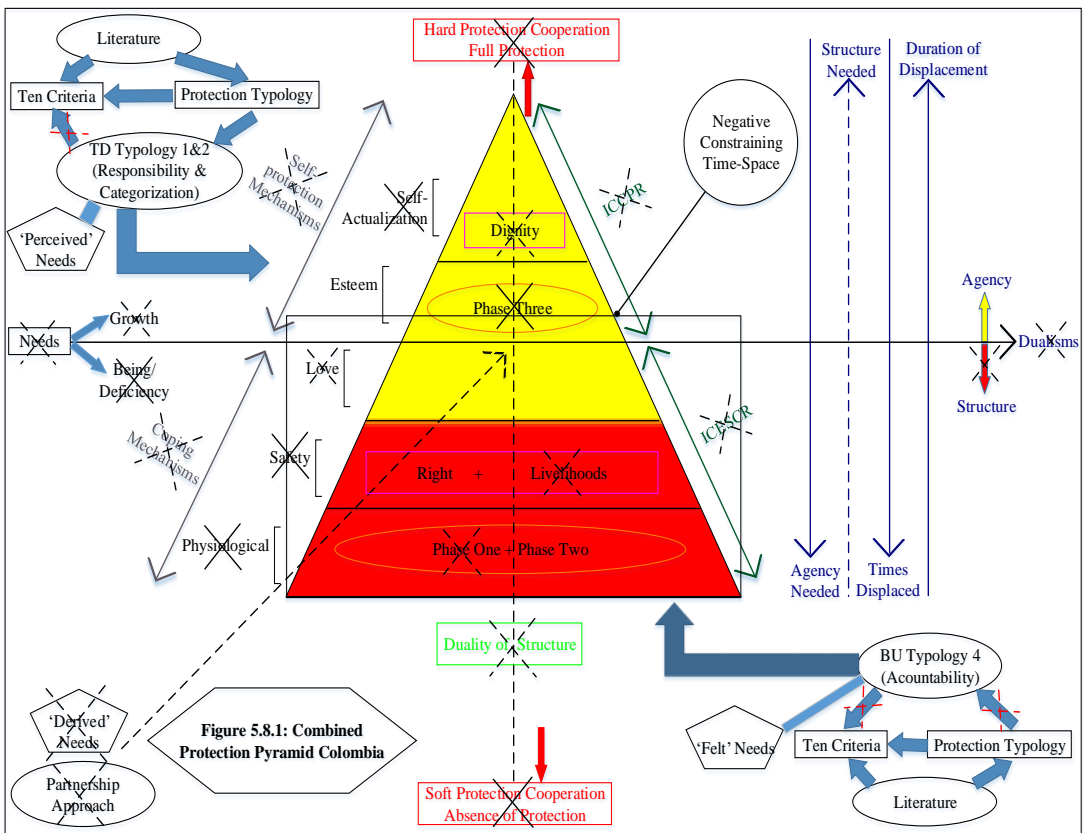 Hard Protection Cooperation
Full Protection
Literature
Ten Criteria
Protection Typology
TD Typology 1&2
(Responsibility &
Categorization)
'Perceived'
Needs
Self-
protection
Mechanisms
Self-
Actualization
Dignity
ICCPR
Negative
Constraining
Time-Space
Structure
Needed
Duration of
Displacement
Esteem
Phase Three
Agency
Needs
Growth
Being/
Deficiency
Dualisms
Structure
Love
Coping
Mechanisms
Safety
Right + Livelihoods
ICESCR
Physiological
Phase One + Phase Two
Agency
Needed
Times
Displaced
Duality of Structure
BU Typology 4
(Acountability)
'Derived'
Needs
Figure 5.8.1: Combined
Protection Pyramid Colombia
'Felt' Needs
Ten Criteria
Protection Typology
Partnership
Approach
Soft Protection Cooperation
Absence of Protection
Literature